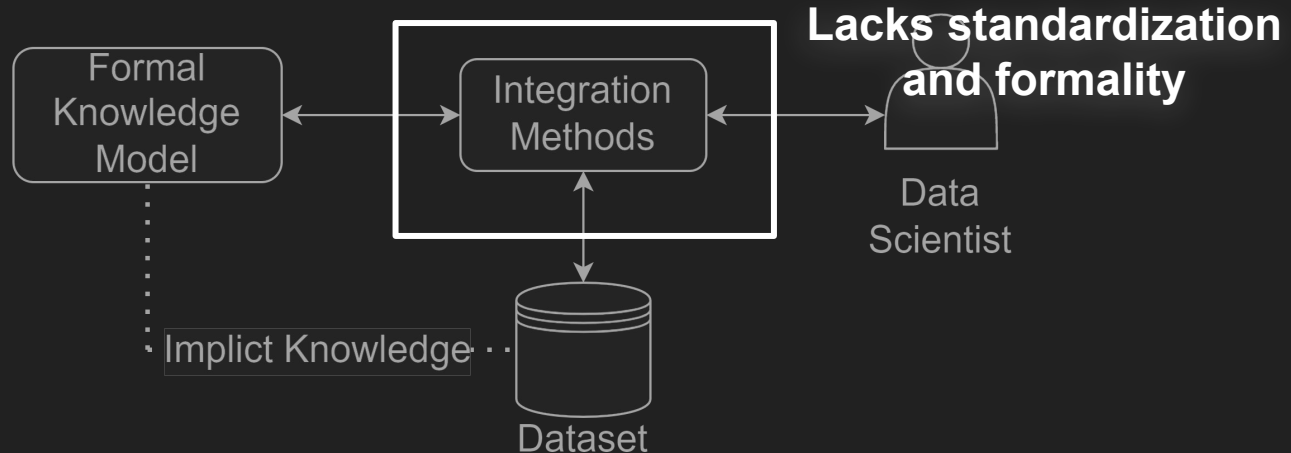 Lacks standardization
and formality
Formal
Knowledge
Model
Integration
Methods
Data
Scientist
Implict Knowledge
Dataset